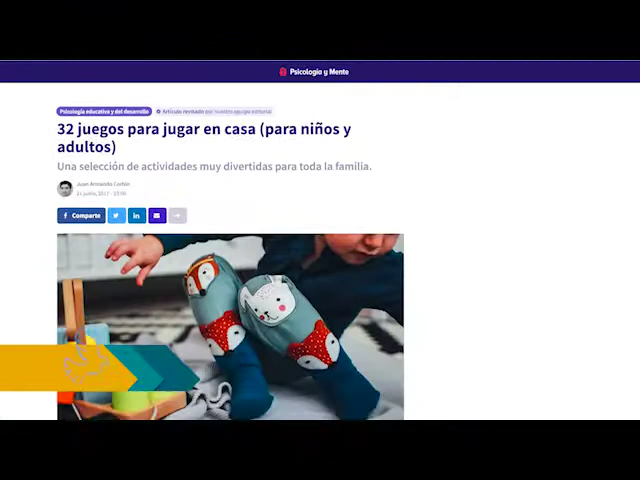 Psicología y Mente
Psicología educativa y del desarrollo
Artículo revisado por nuestro equipo editorial
32 juegos para jugar en casa (para niños y
adultos)
Una selección de actividades muy divertidas para toda la familia.
Juan Armando Corbin
Comparte